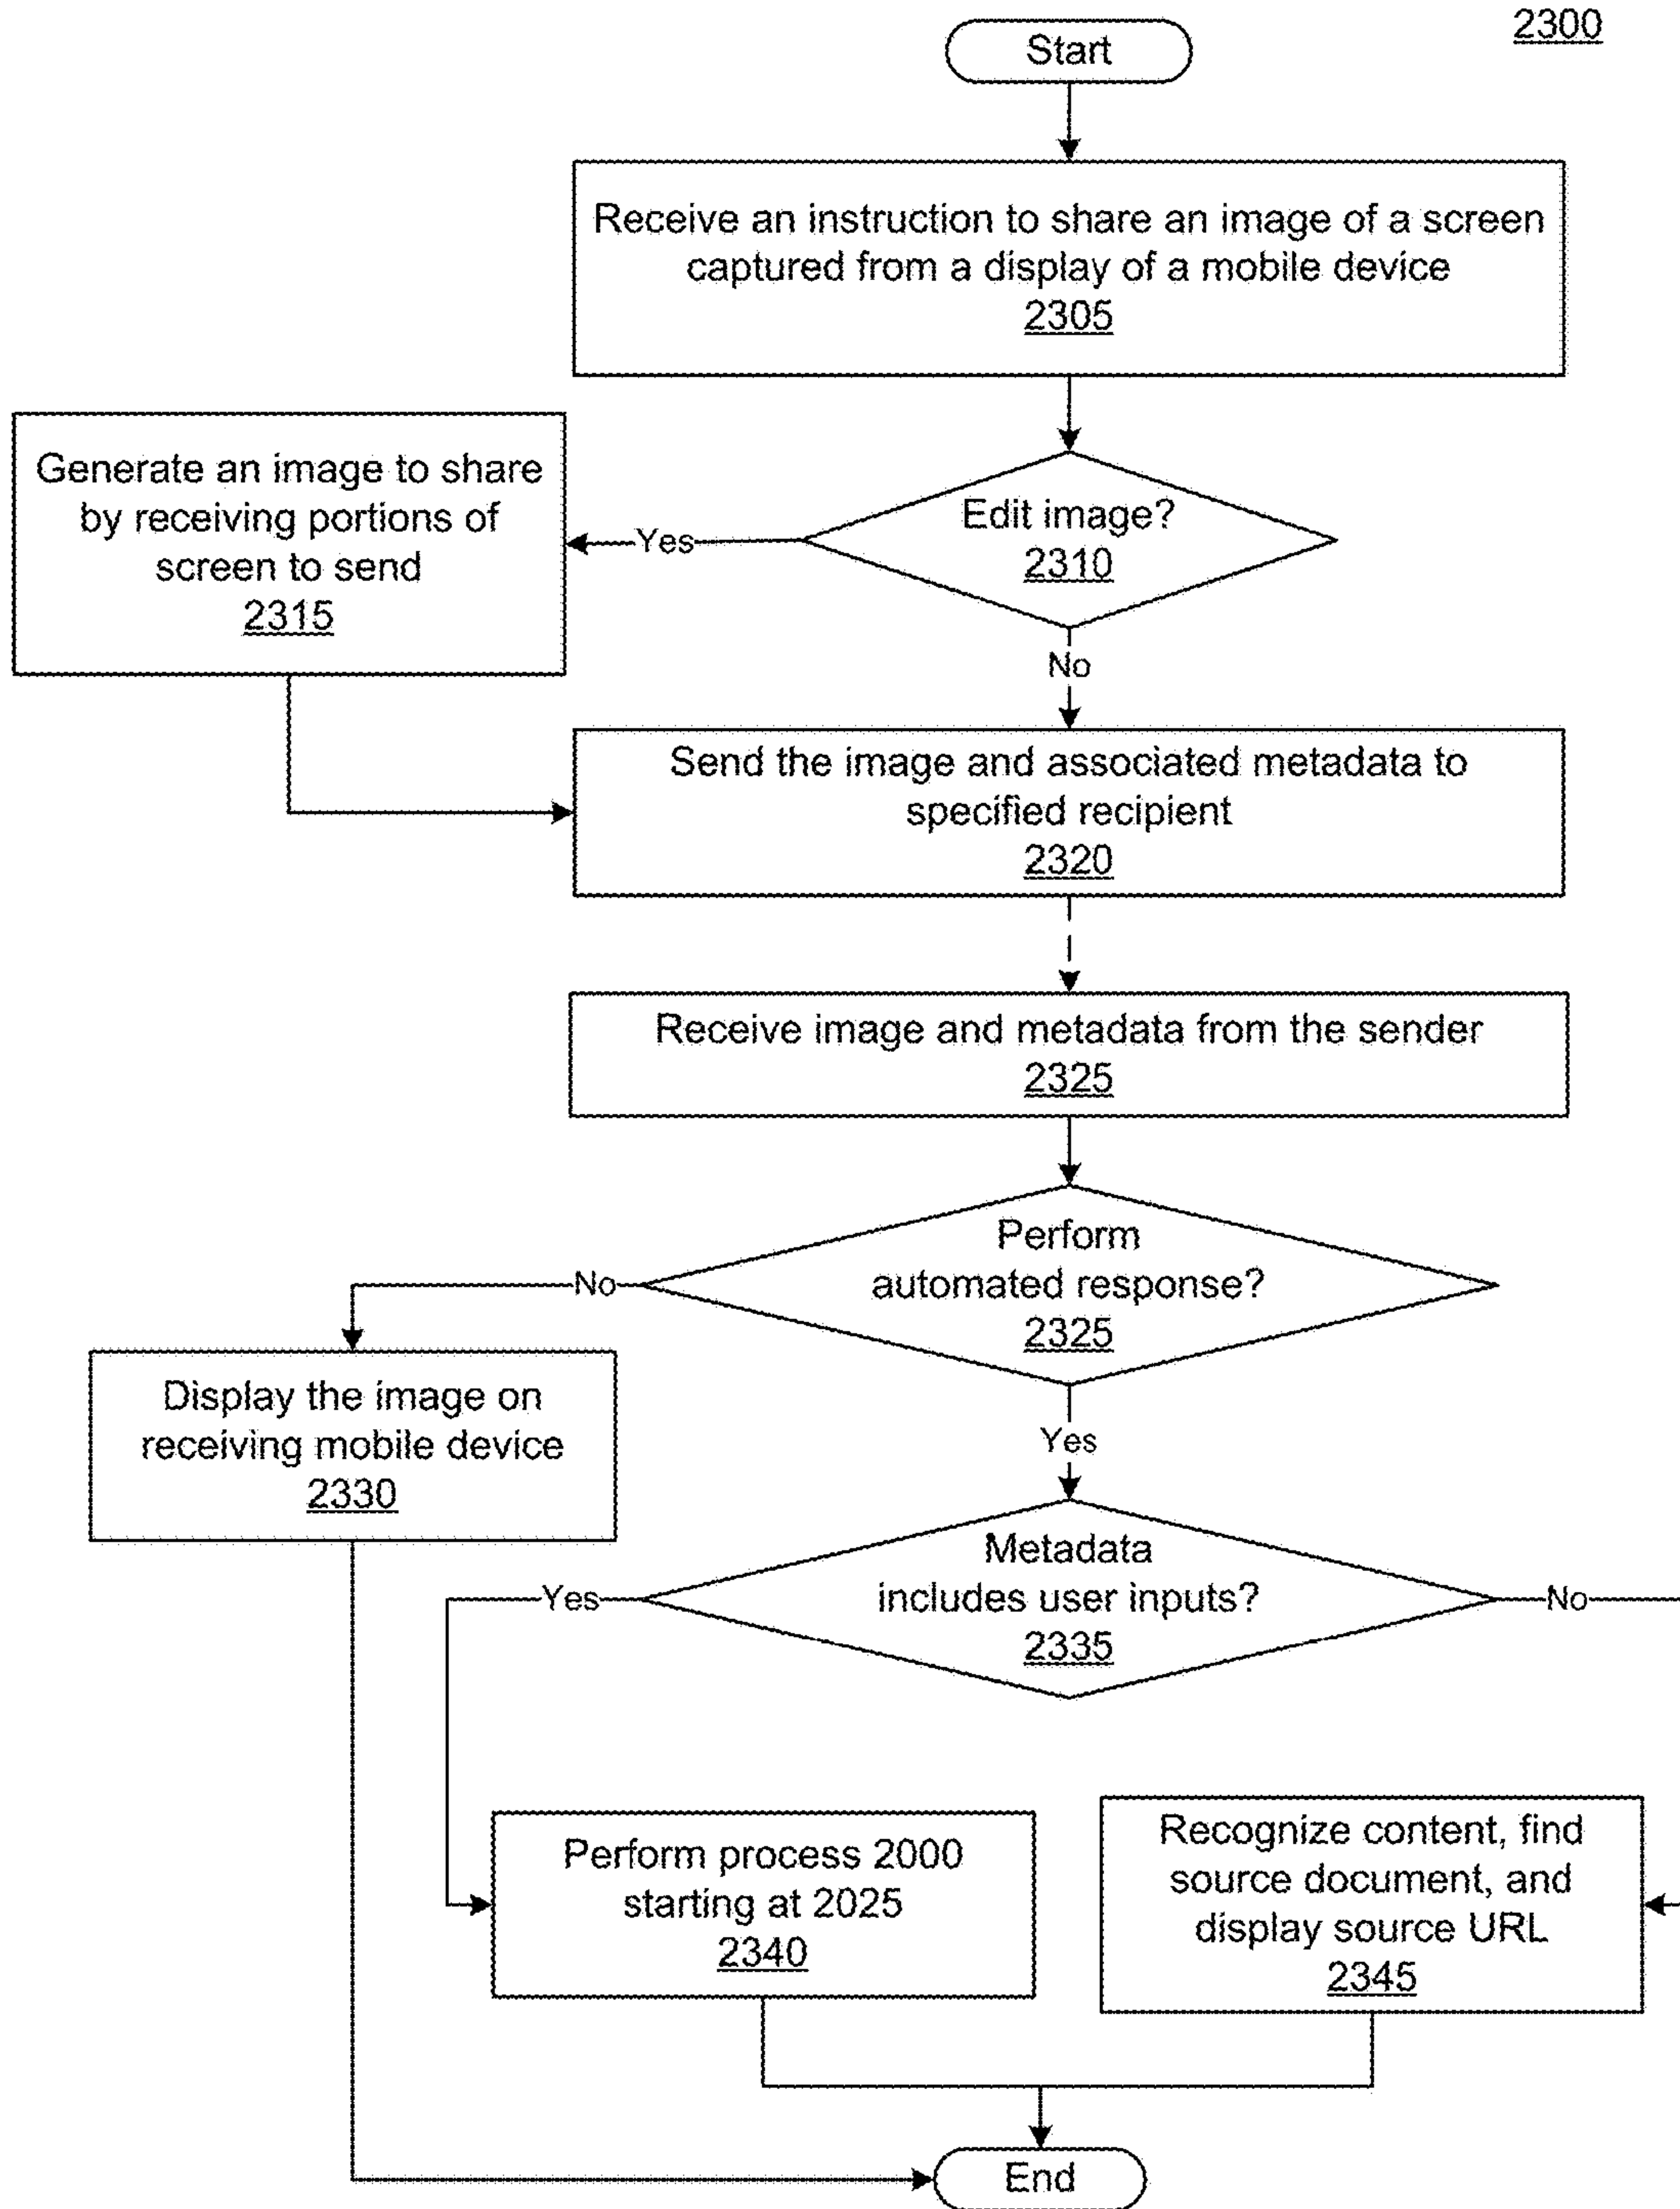 2300
Start
Receive an instruction to share an image of a screen
captured from a display of a mobile device
2305
Generate an image to share
by receiving portions of
screen to send
2315
Yes
Edit image?
2310
No
Send the image and associated metadata to
specified recipient
2320
Receive image and metadata from the sender
2325
Perform
automated response?
2325
No
Display the image on
receiving mobile device
2330
Yes
Metadata
includes user inputs?
2335
Yes
No
Perform process 2000
starting at 2025
2340
Recognize content, find
source document, and
display source URL
2345
End